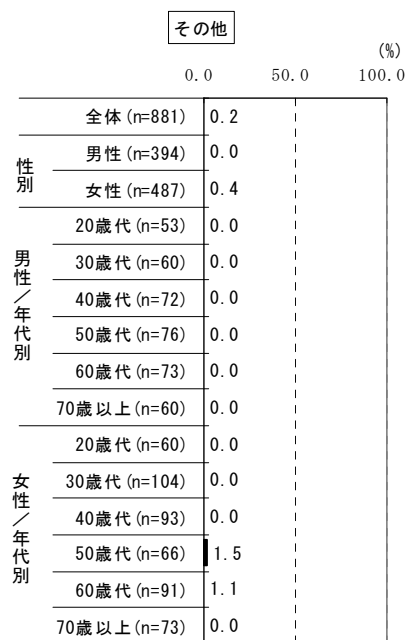 その他
(%)
0.0 50.0 100.0
全体(n=881) 0.2
性別
男性(n=394) 0.0
女性(n=487) 0.4
男性/年代別
20歳代(n=53) 0.0
30歳代(n=60) 0.0
40歳代(n=72) 0.0
50歳代(n=76) 0.0
60歳代(n=73) 0.0
70歳以上(n=60) 0.0
女性/年代別
20歳代(n=60) 0.0
30歳代(n=104) 0.0
40歳代(n=93) 0.0
50歳代(n=66) 1.5
60歳代(n=91) 1.1
70歳以上(n=73) 0.0